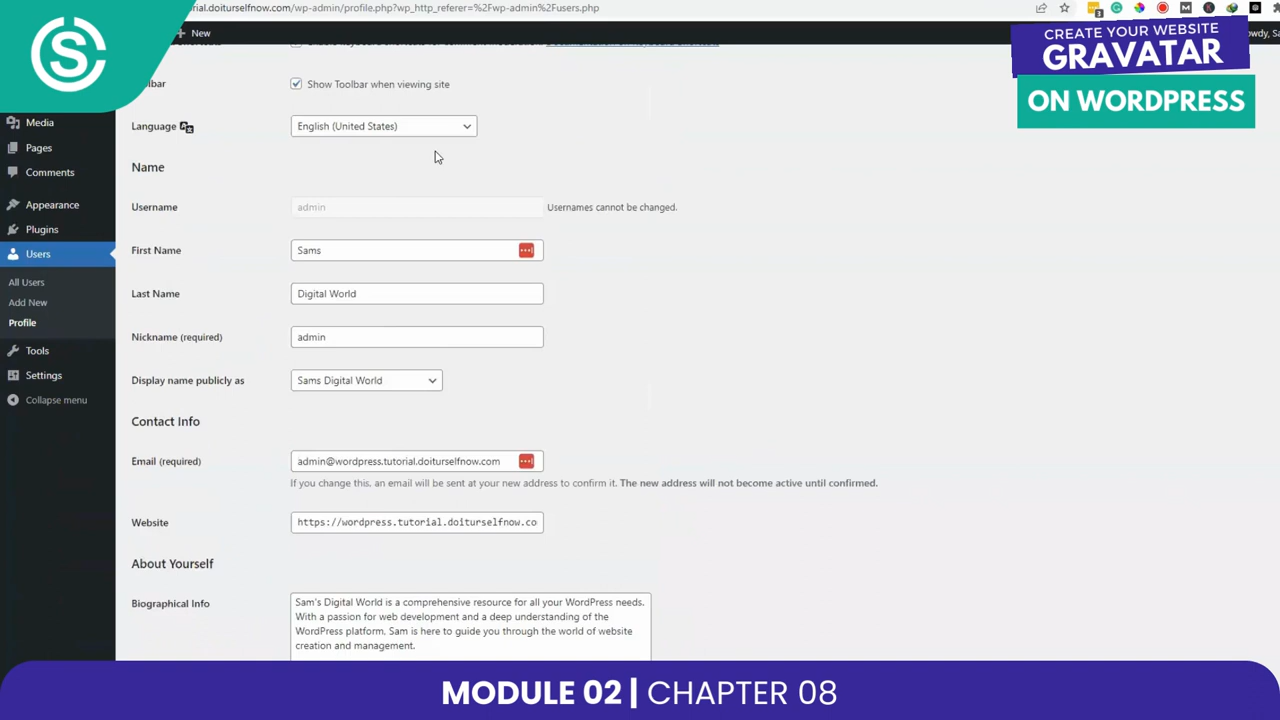 .doiturselfnow.com/wp-admin/profile.php?wp_http_referer=%2Fwp-admin%2Fusers.php
New
CREATE YOUR WEBSITE
GRAVATAR
ON WORDPRESS
Media
Pages
Comments
Appearance
Plugins
Users
All Users
Add New
Profile
Tools
Settings
Collapse menu
Show Toolbar when viewing site
Language
English (United States)
Name
Username
admin
Usernames cannot be changed.
First Name
Sams
Last Name
Digital World
Nickname (required)
admin
Display name publicly as
Sams Digital World
Contact Info
Email (required)
admin@wordpress.tutorial.doiturselfnow.com
If you change this, an email will be sent at your new address to confirm it. The new address will not become active until confirmed.
Website
https://wordpress.tutorial.doiturselfnow.co
About Yourself
Biographical Info
Sam's Digital World is a comprehensive resource for all your WordPress needs.
With a passion for web development and a deep understanding of the
WordPress platform, Sam is here to guide you through the world of website
creation and management.
MODULE 02 | CHAPTER 08